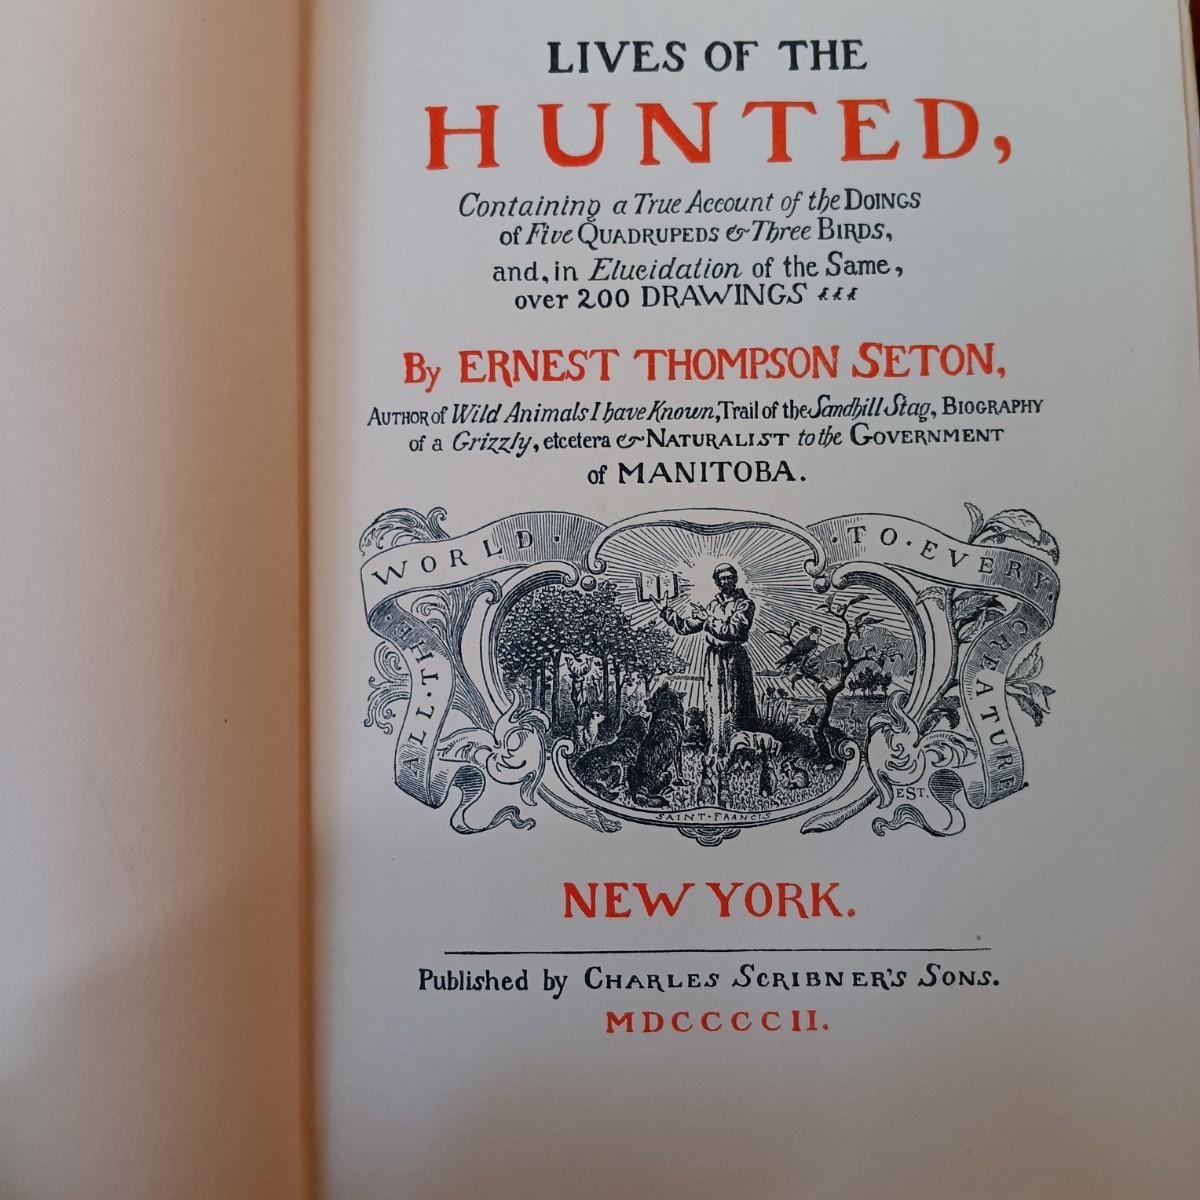 LIVES OF THE
HUNTED,
Containing a True Account of the DOINGS
of Five QUADRUPEDS & Three BIRDS,
and, in Elucidation of the Same,
over 200 DRAWINGS
By ERNEST THOMPSON SETON,
AUTHOR of Wild Animals I have Known, Trail of the Sandhill Stag, BIOGRAPHY
of a Grizzly, etcetera & NATURALIST to the GOVERNMENT
of MANITOBA.
ALL·THE·WORLD·
·TO·EVERY·CREATURE·
EST.
SAINT·FRANCIS
NEW YORK.
Published by CHARLES SCRIBNER'S SONS.
MDCCCCII.